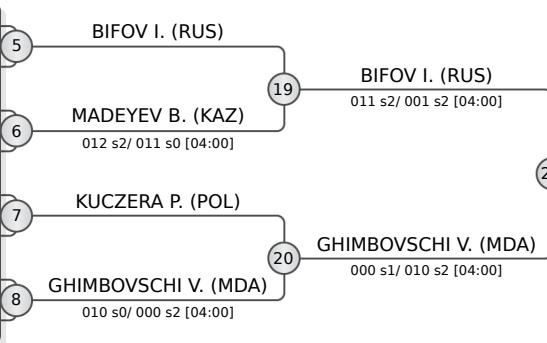 5
BIFOV I. (RUS)
19
BIFOV I. (RUS)
011 s2/ 001 s2 [04:00]
6
MADEYEV B. (KAZ)
012 s2/ 011 s0 [04:00]
7
KUCZERA P. (POL)
20
GHIMBOVSCHI V. (MDA)
000 s1/ 010 s2 [04:00]
8
GHIMBOVSCHI V. (MDA)
010 s0/ 000 s2 [04:00]